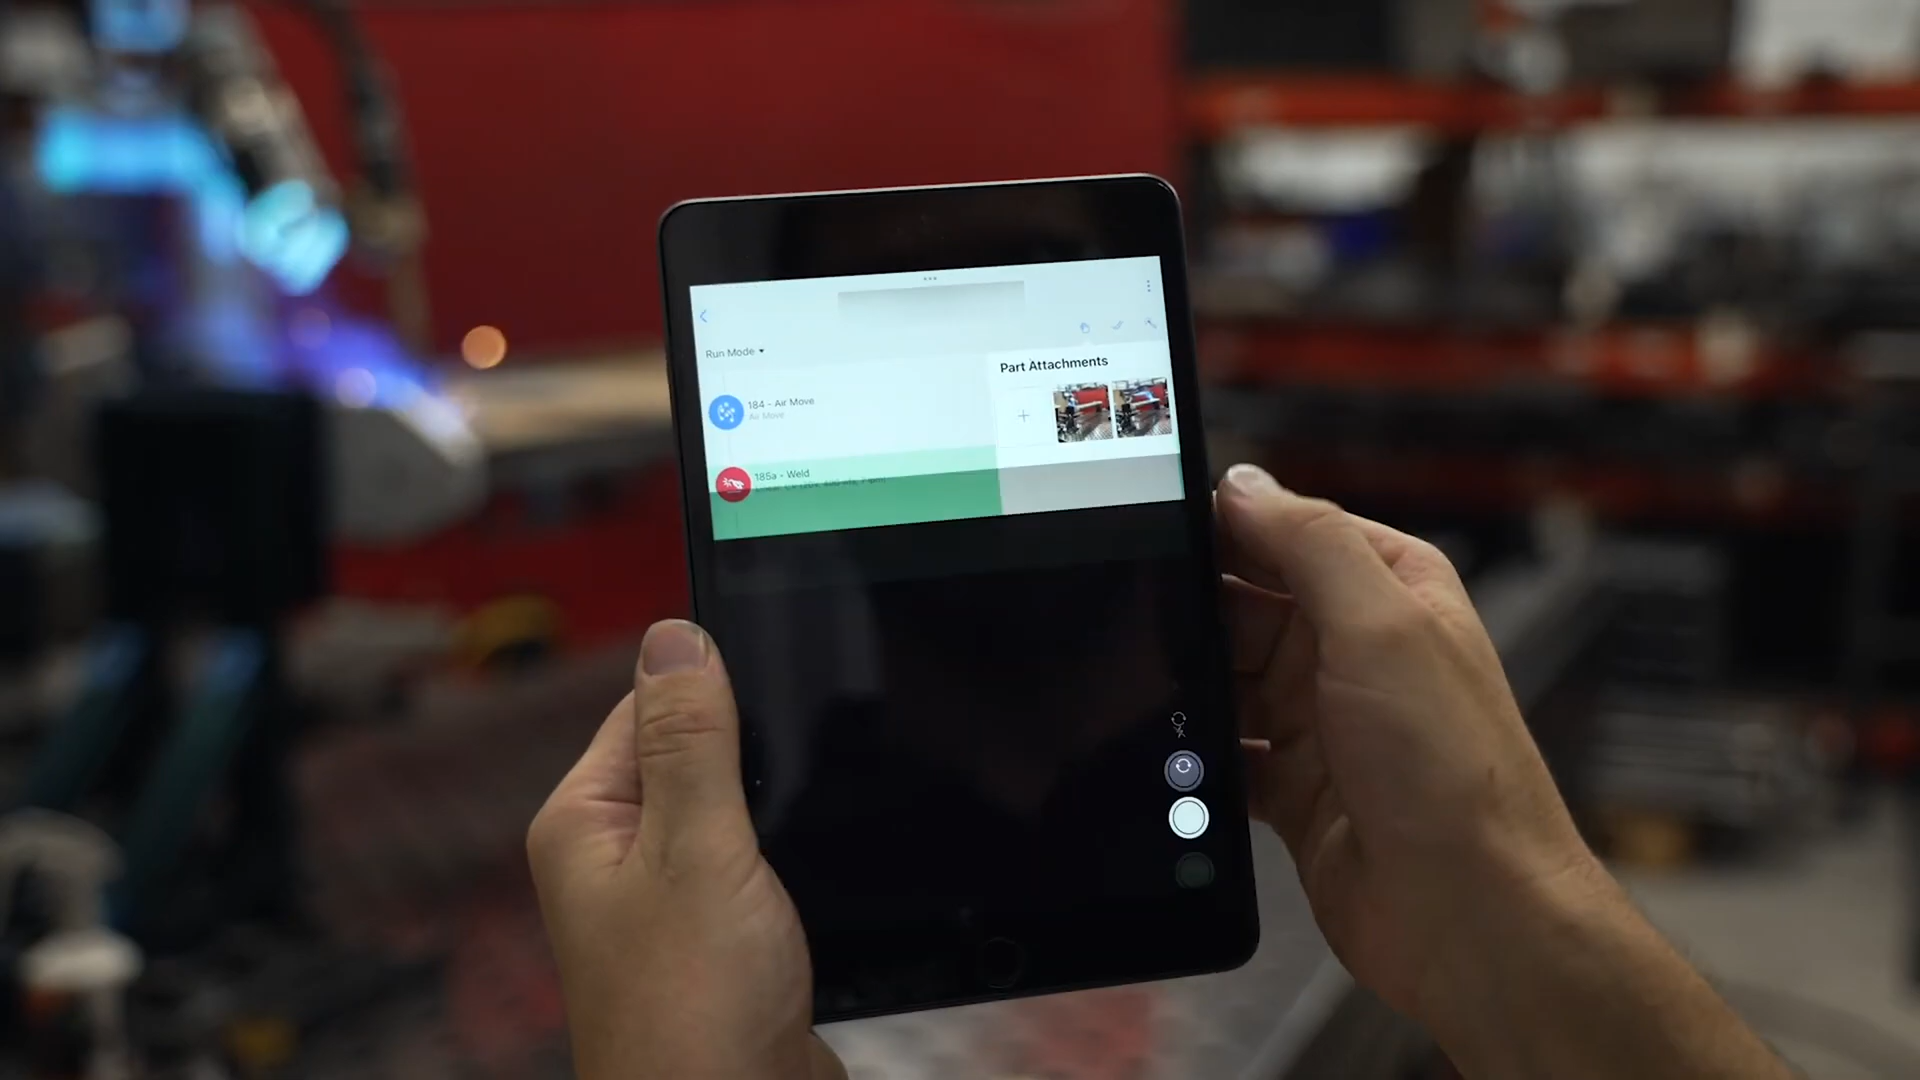 Run Mode
Part Attachments
184 - Air Move
Air Move
185a - Weld